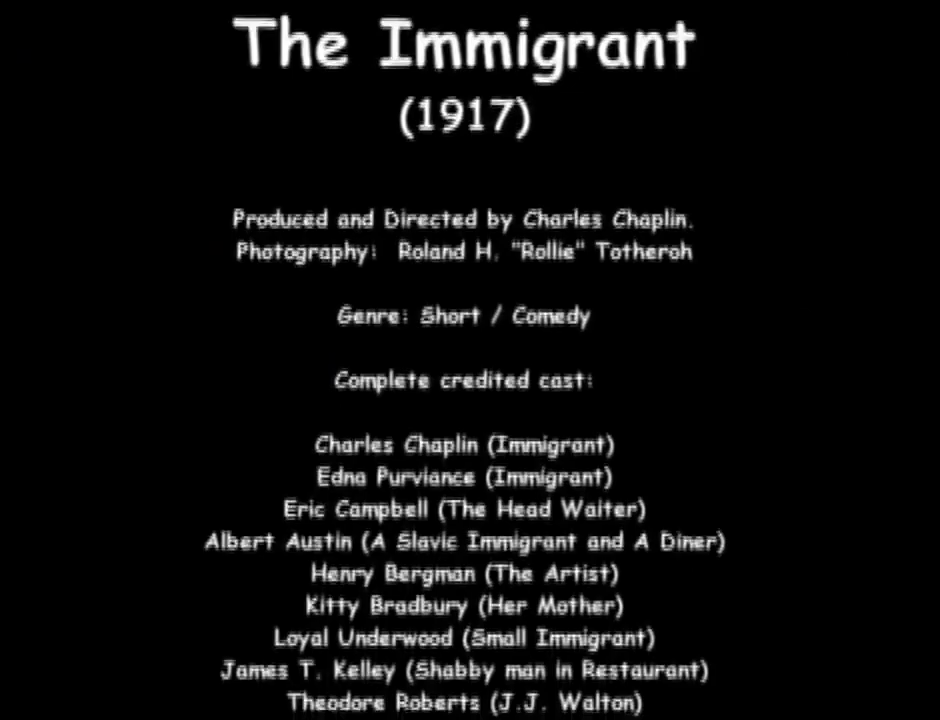 The Immigrant
(1917)
Produced and Directed by Charles Chaplin.
Photography: Roland H. "Rollie" Totheroh
Genre: Short / Comedy
Complete credited cast:
Charles Chaplin (Immigrant)
Edna Purviance (Immigrant)
Eric Campbell (The Head Waiter)
Albert Austin (A Slavic Immigrant and A Diner)
Henry Bergman (The Artist)
Kitty Bradbury (Her Mother)
Loyal Underwood (Small Immigrant)
James T. Kelley (Shabby man in Restaurant)
Theodore Roberts (J.J. Walton)